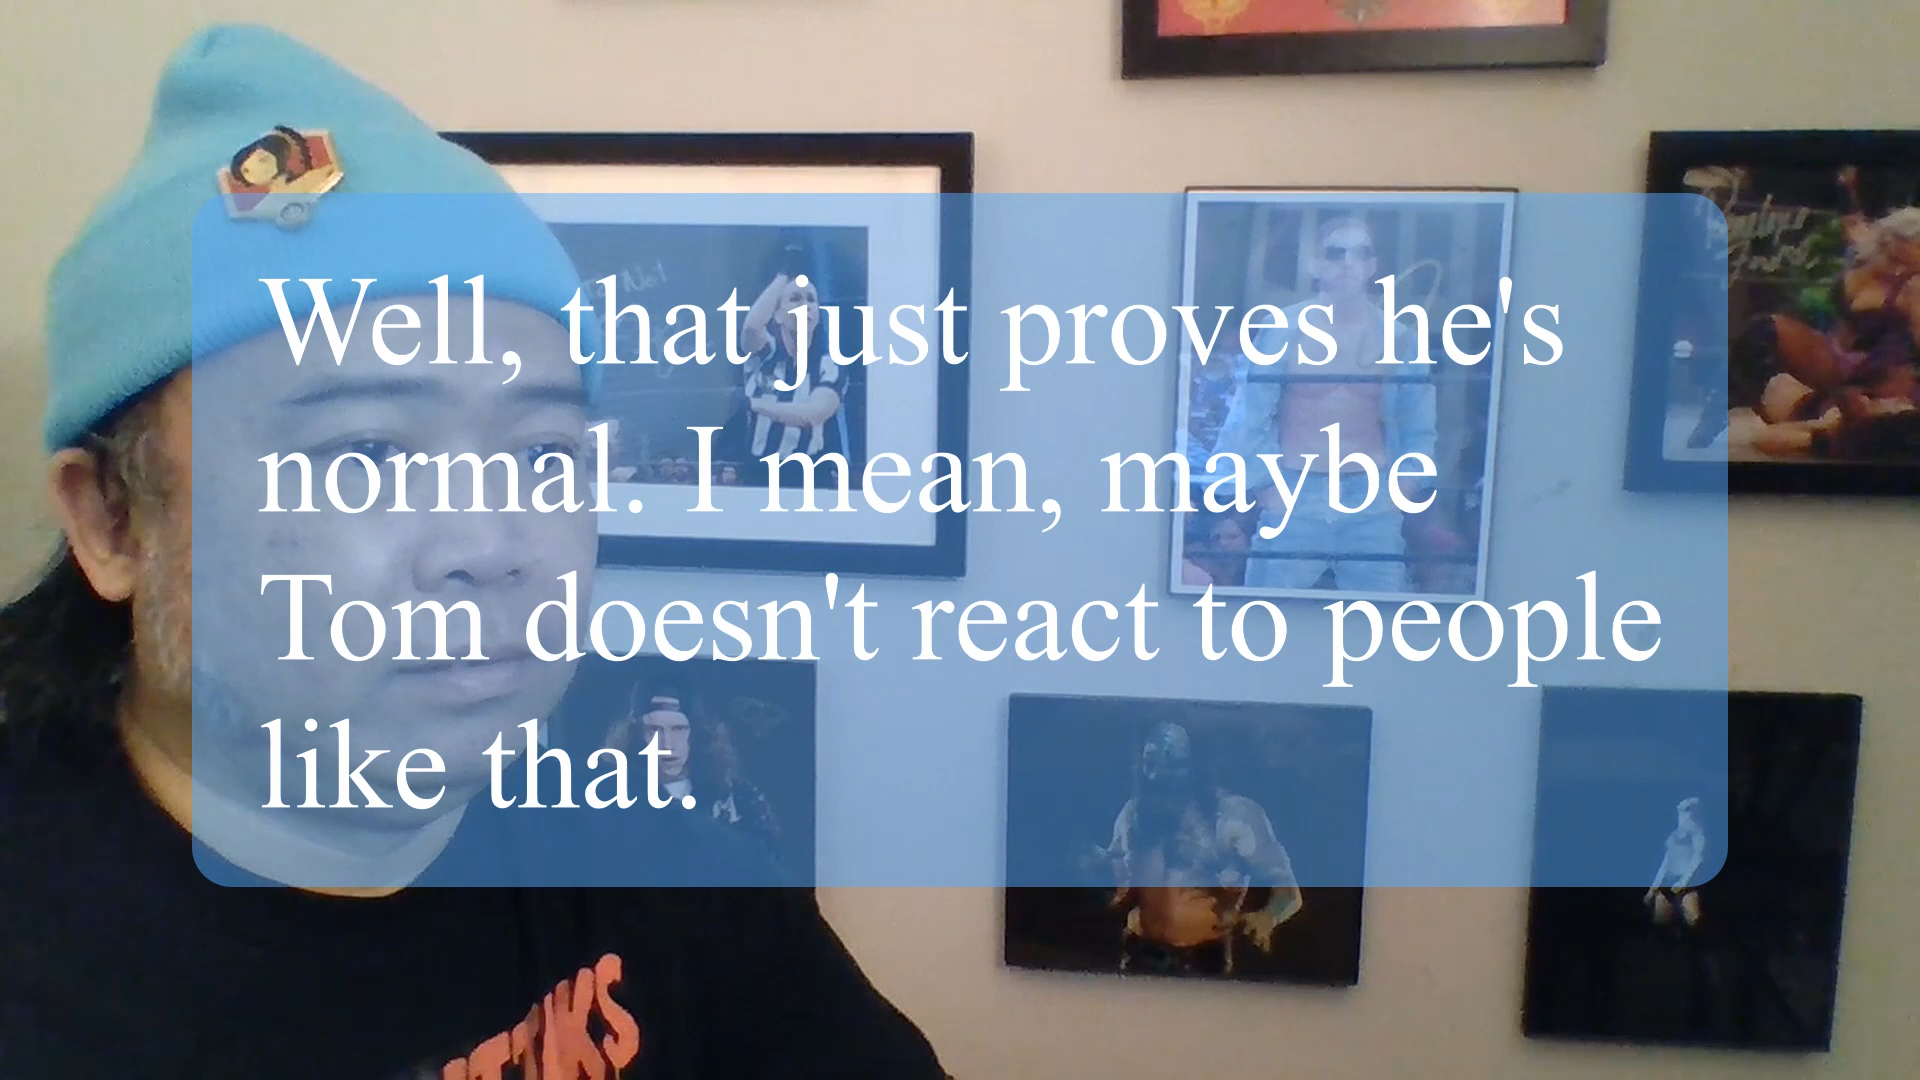 Well, that just proves he's
normal. I mean, maybe
Tom doesn't react to people
like that.